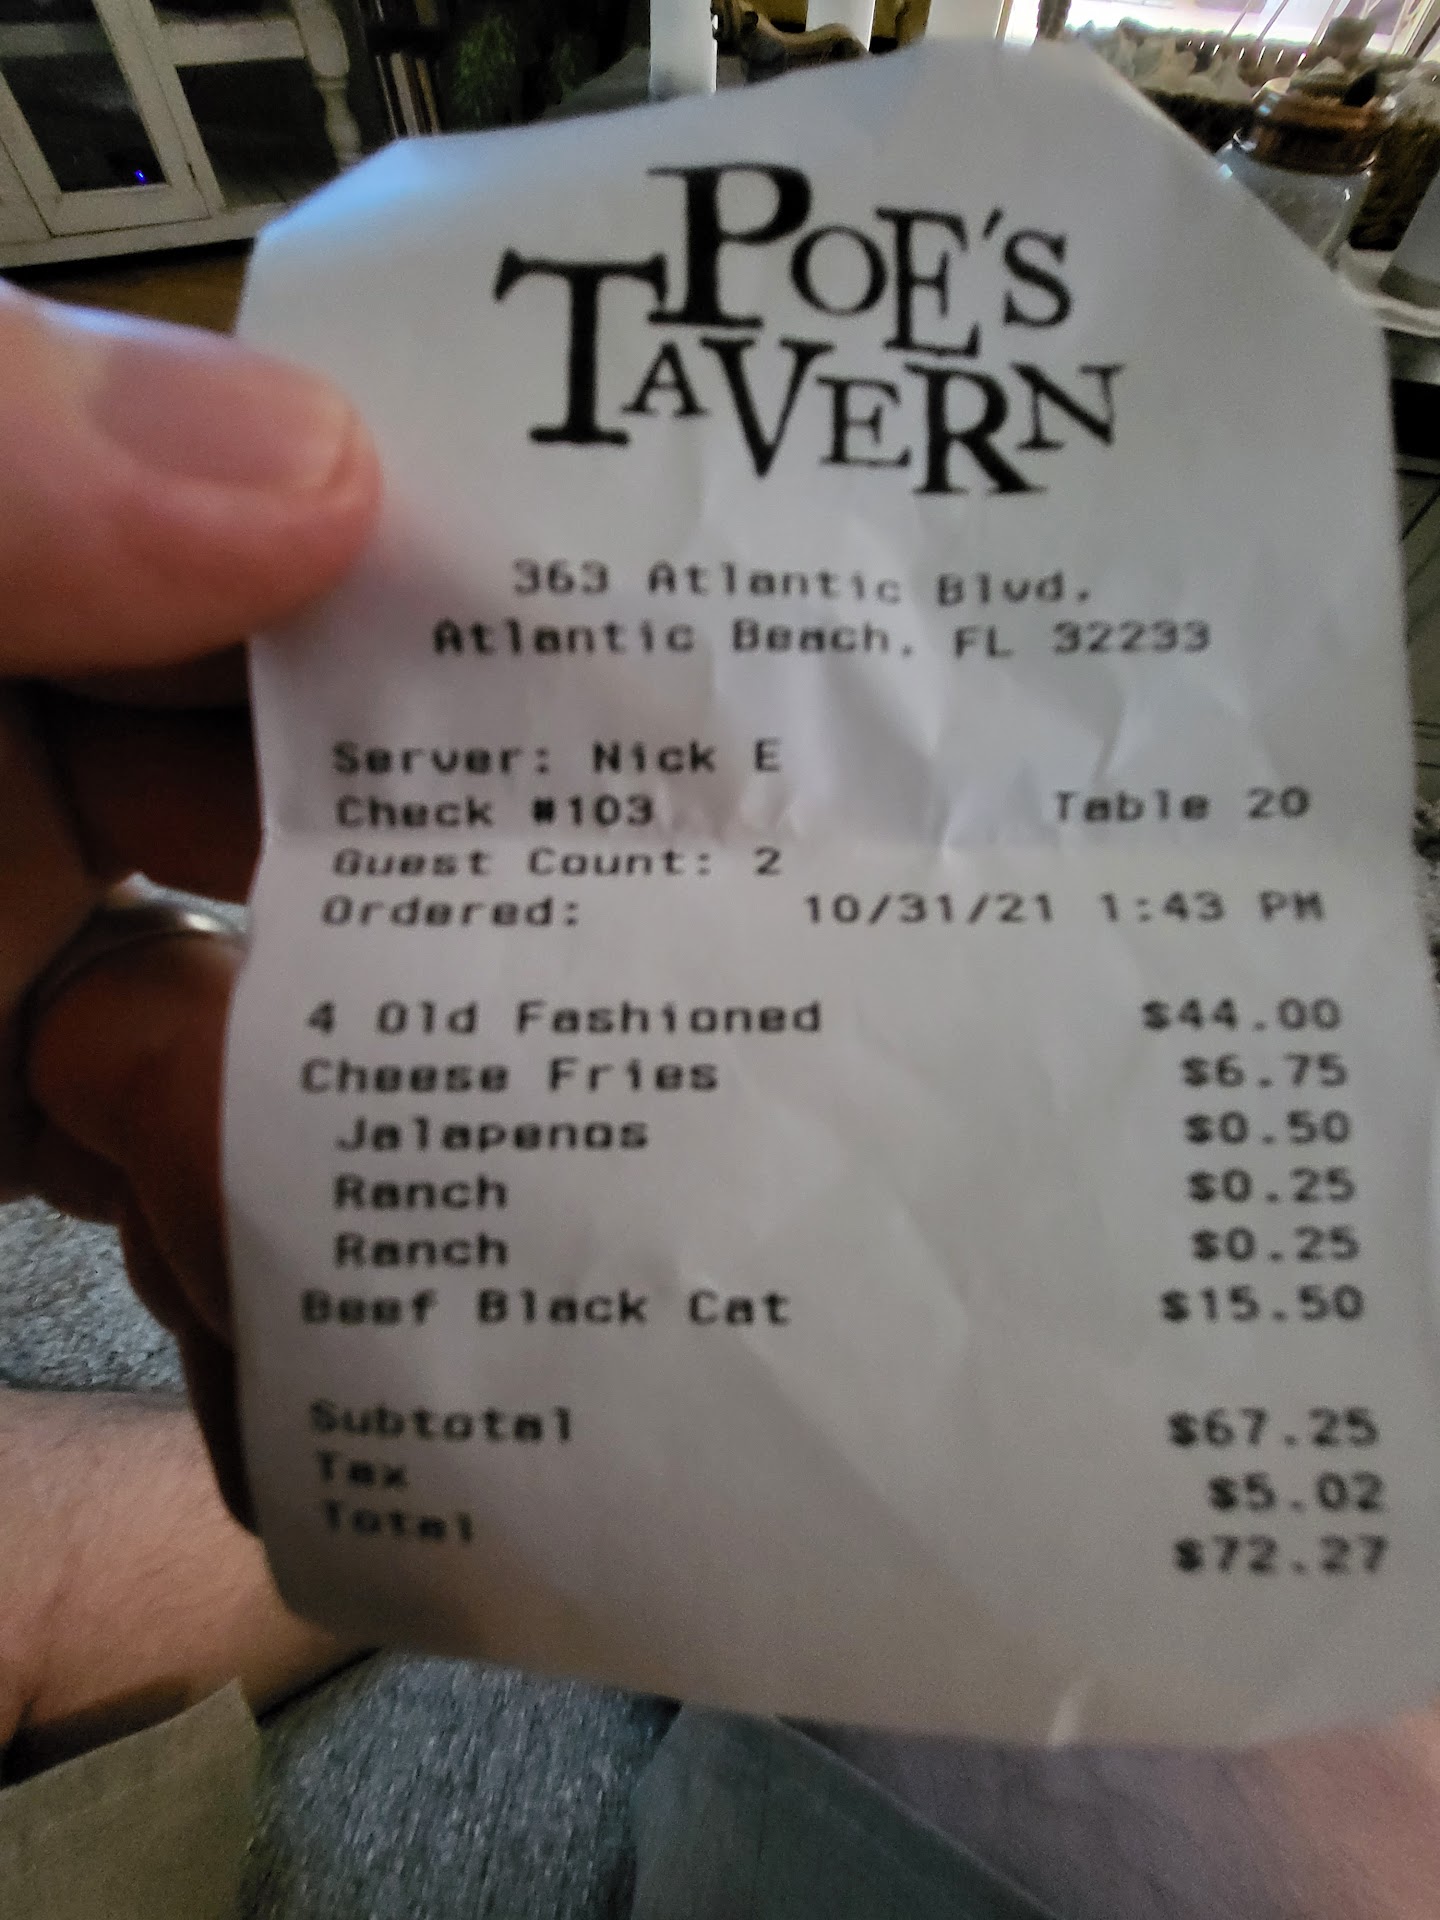 POE'S
TAVERN
363 Atlantic Blvd.
Atlantic Beach, FL 32233
Server: Nick E
Check #103 Table 20
Guest Count: 2
Ordered: 10/31/21 1:43 PM
4 Old Fashioned $44.00
Cheese Fries $6.75
Jalapenos $0.50
Ranch $0.25
Ranch $0.25
Beef Black Cat $15.50
Subtotal $67.25
Tax $5.02
Total $72.27